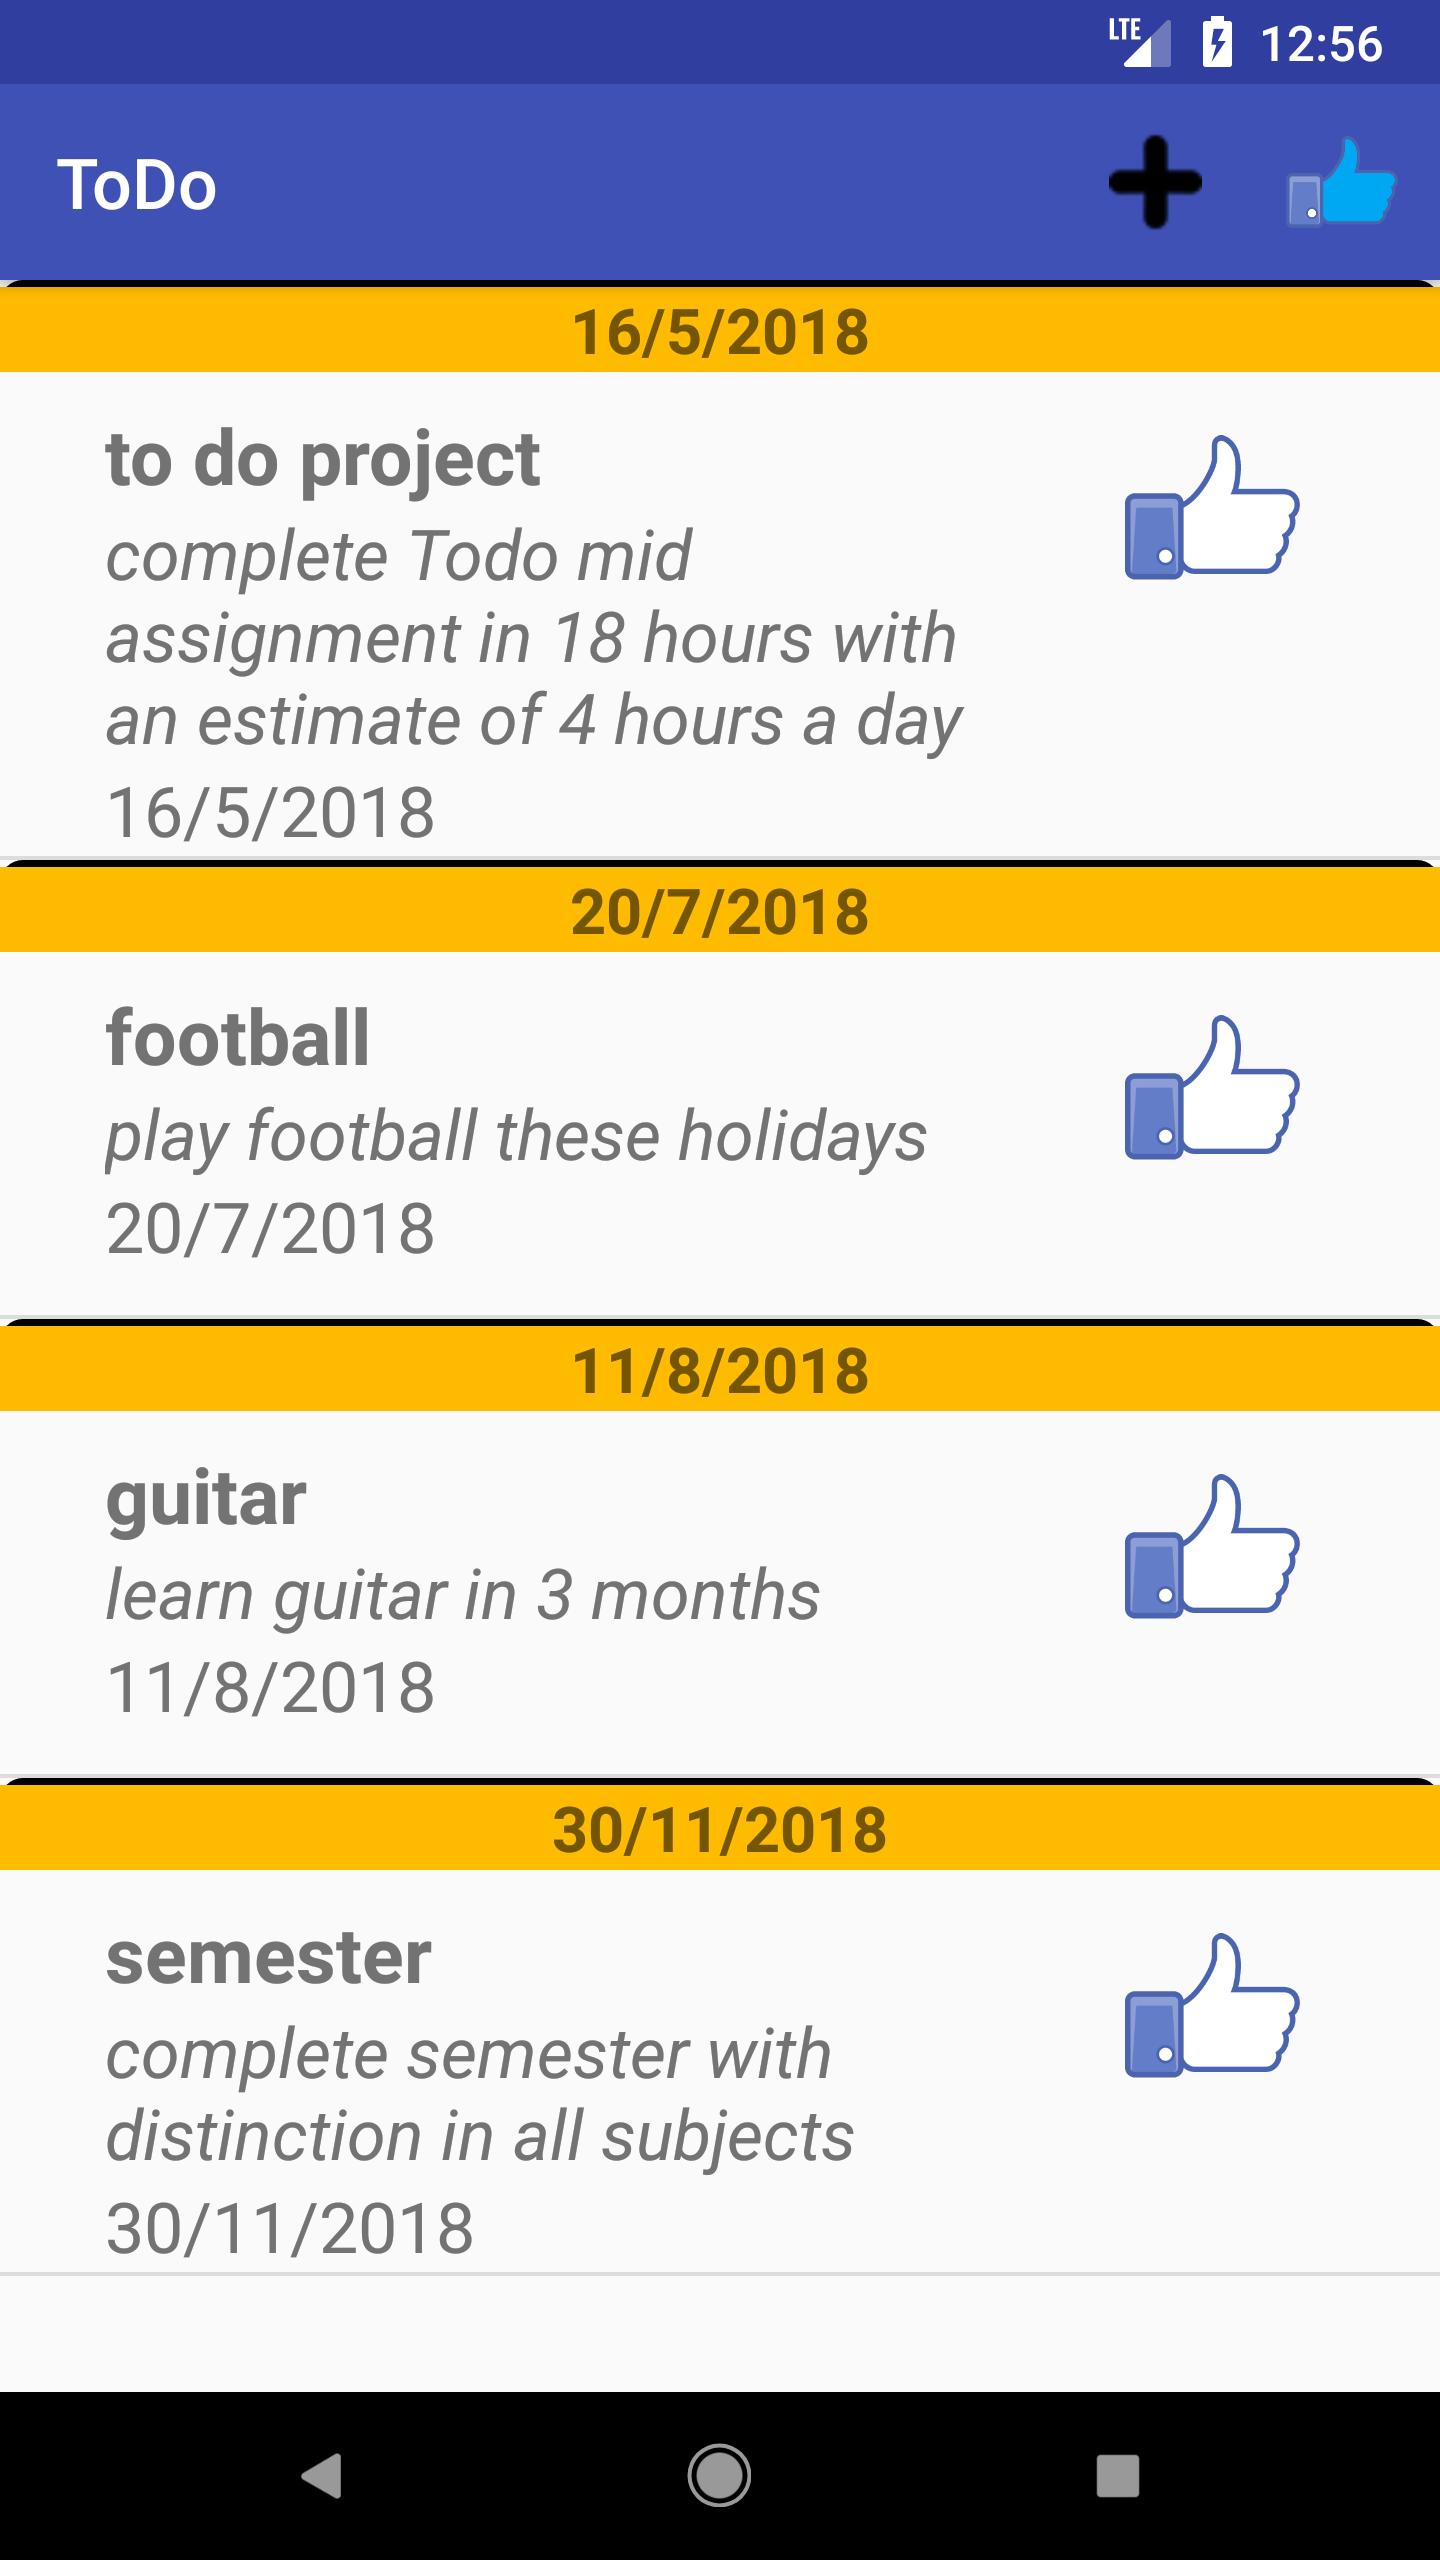 LTE 12:56
ToDo
16/5/2018
to do project
complete Todo mid
assignment in 18 hours with
an estimate of 4 hours a day
16/5/2018
20/7/2018
football
play football these holidays
20/7/2018
11/8/2018
guitar
learn guitar in 3 months
11/8/2018
30/11/2018
semester
complete semester with
distinction in all subjects
30/11/2018